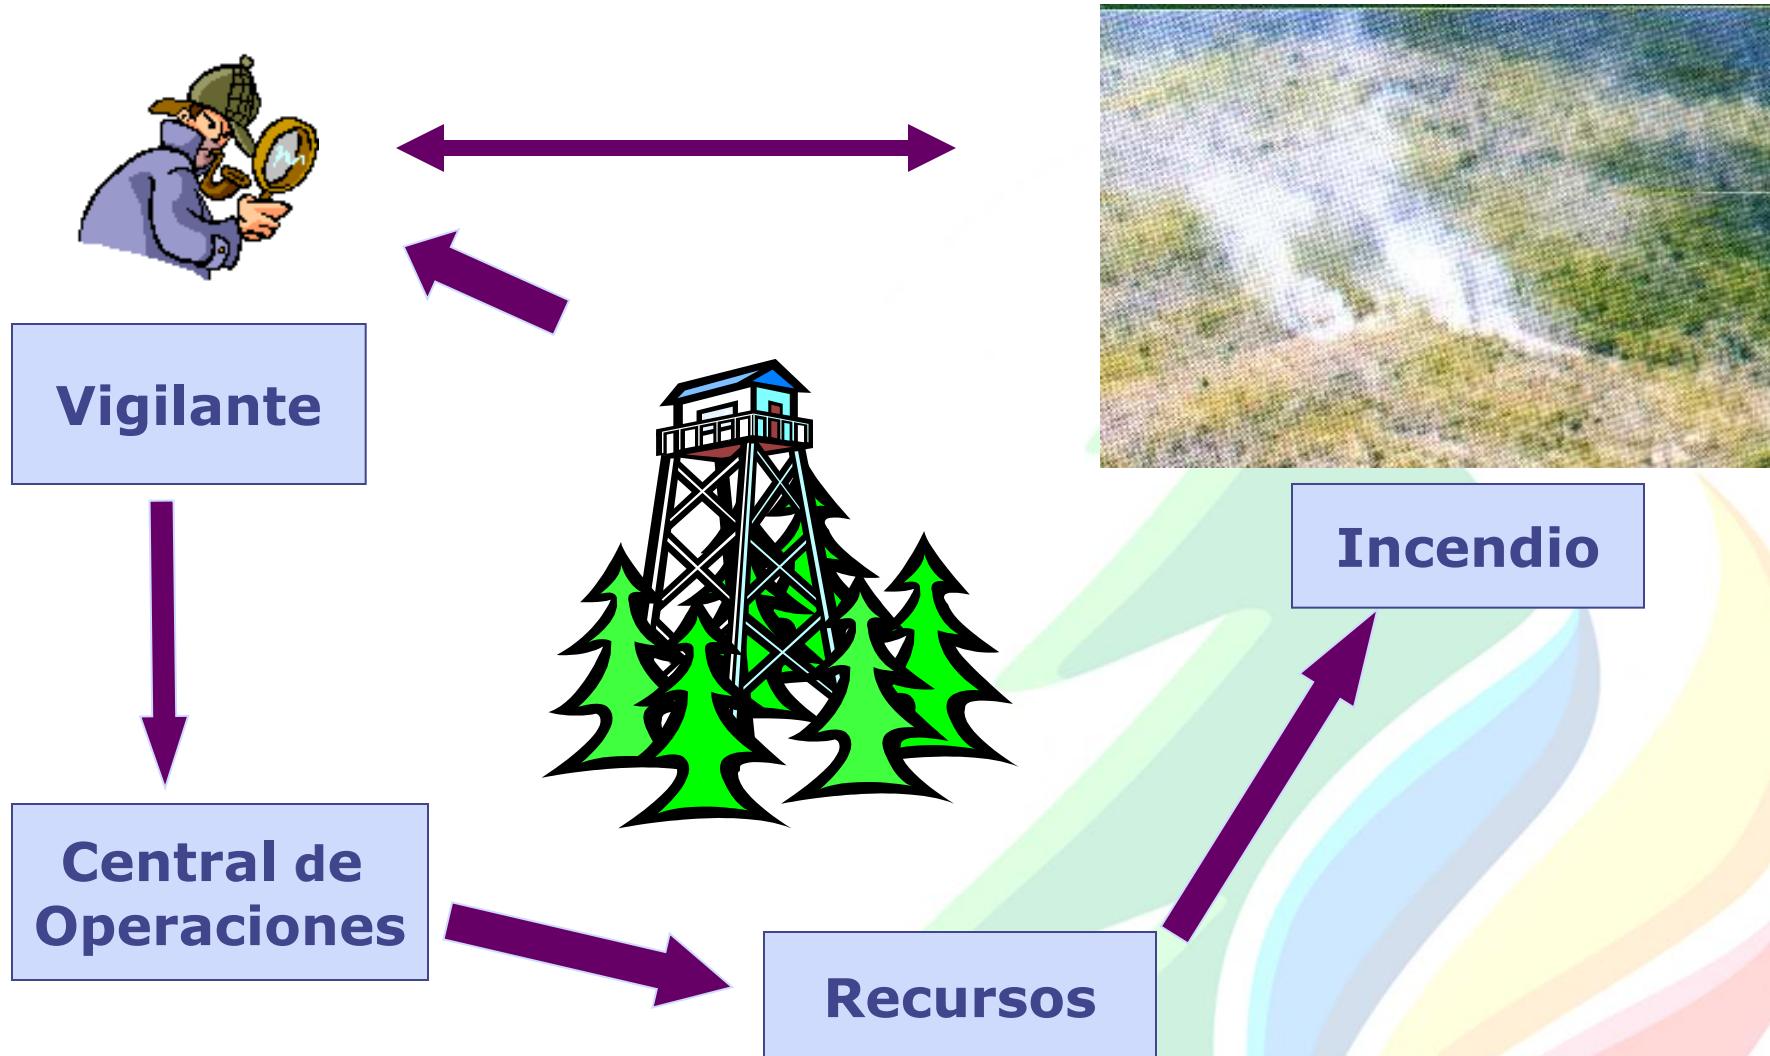 Vigilante
Incendio
Central de
Operaciones
Recursos